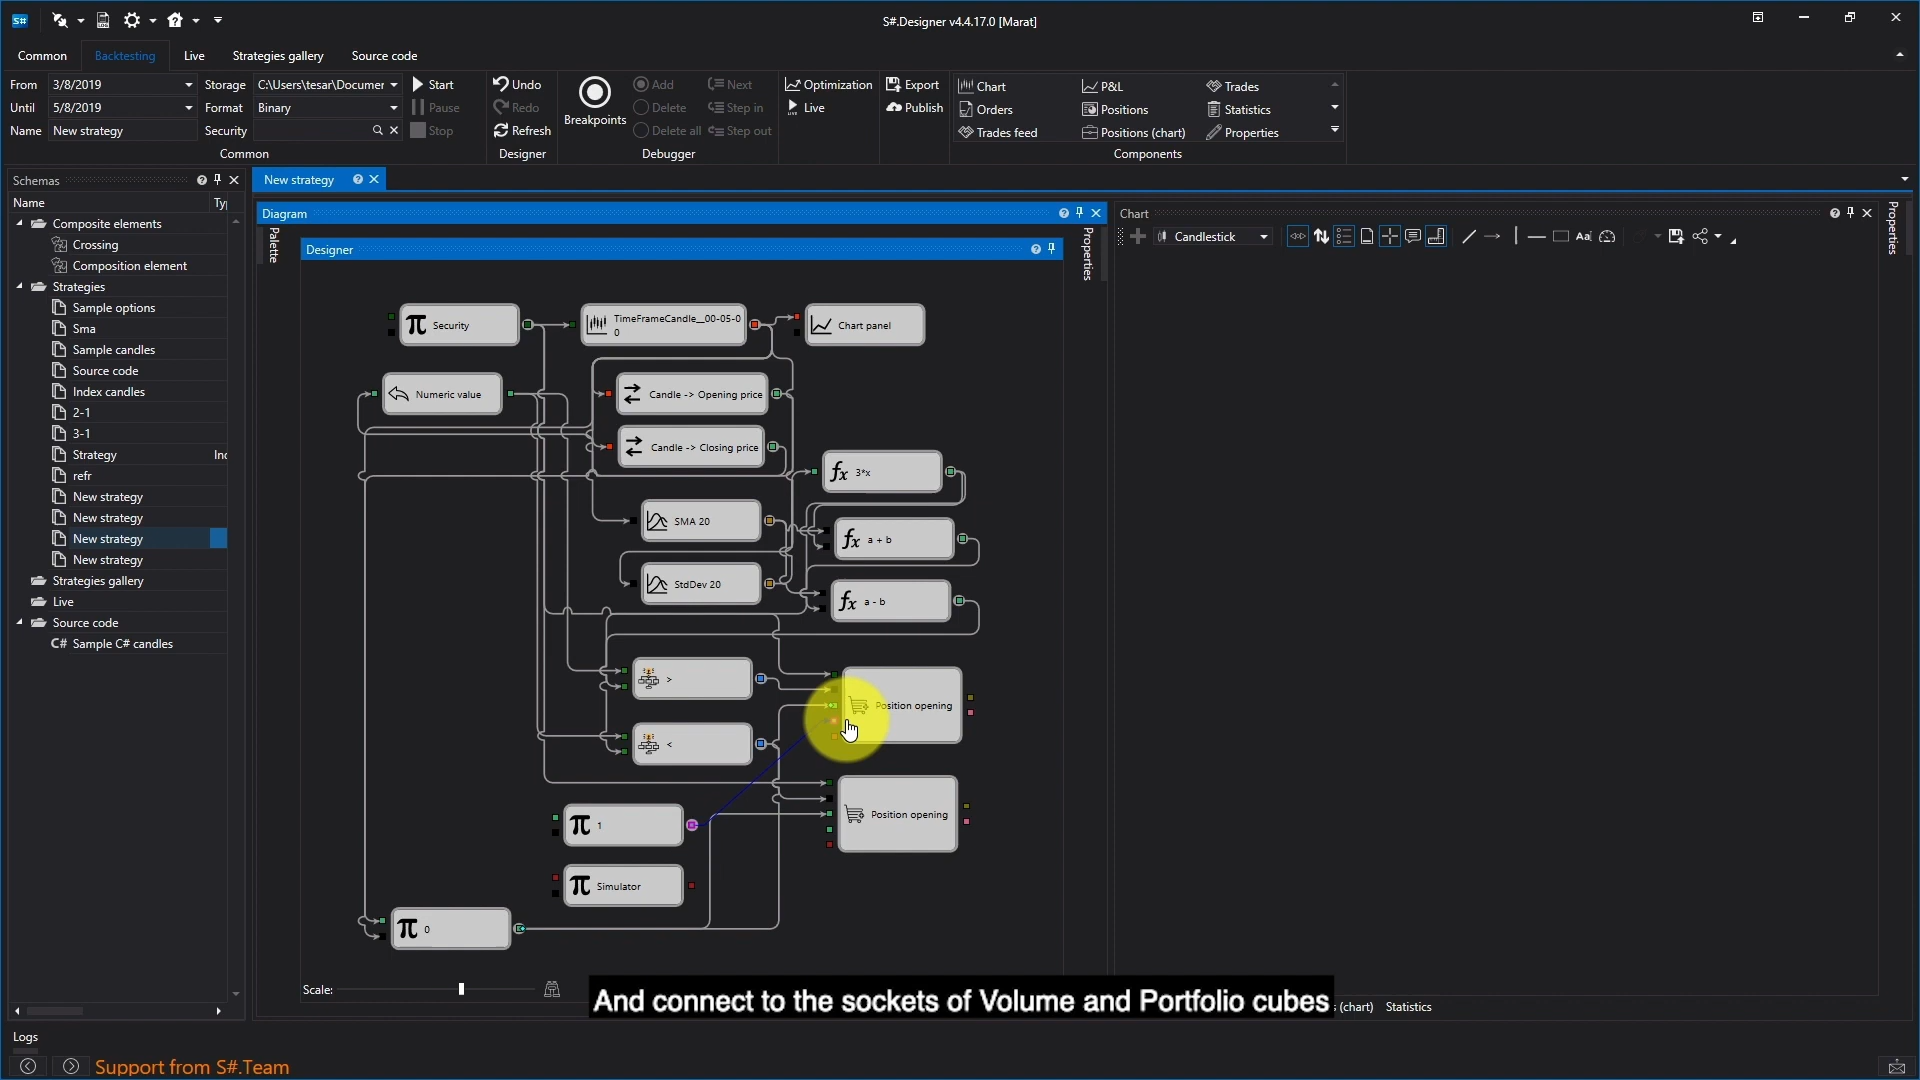 S#
S#.Designer v4.4.17.0 [Marat]
Common
Backtesting
Live
Strategies gallery
Source code
From
3/8/2019
Storage
C:\Users\tesar\Documer
Start
Undo
Add
Next
Optimization
Export
Chart
P&L
Trades
Until
5/8/2019
Format
Binary
Pause
Redo
Breakpoints
Delete
Step in
Live
Publish
Orders
Positions
Statistics
Name
New strategy
Security
Stop
Refresh
Delete all
Step out
Trades feed
Positions (chart)
Properties
Common
Designer
Debugger
Components
Schemas
New strategy
Name
Diagram
Chart
Composite elements
Crossing
Composition element
Strategies
Sample options
Sma
Sample candles
Source code
Index candles
2-1
3-1
Strategy
refr
New strategy
New strategy
New strategy
New strategy
Strategies gallery
Live
Source code
C# Sample C# candles
Palette
Designer
Properties
Candlestick
Aa
Properties
π Security
TimeFrameCandle__00-05-0
0
Chart panel
Numeric value
Candle -> Opening price
Candle -> Closing price
fx 3*x
SMA 20
fx a + b
StdDev 20
fx a - b
>
Position opening
<
π 1
Position opening
π Simulator
π 0
Scale:
And connect to the sockets of Volume and Portfolio cubes
(chart)
Statistics
Logs
Support from S#.Team